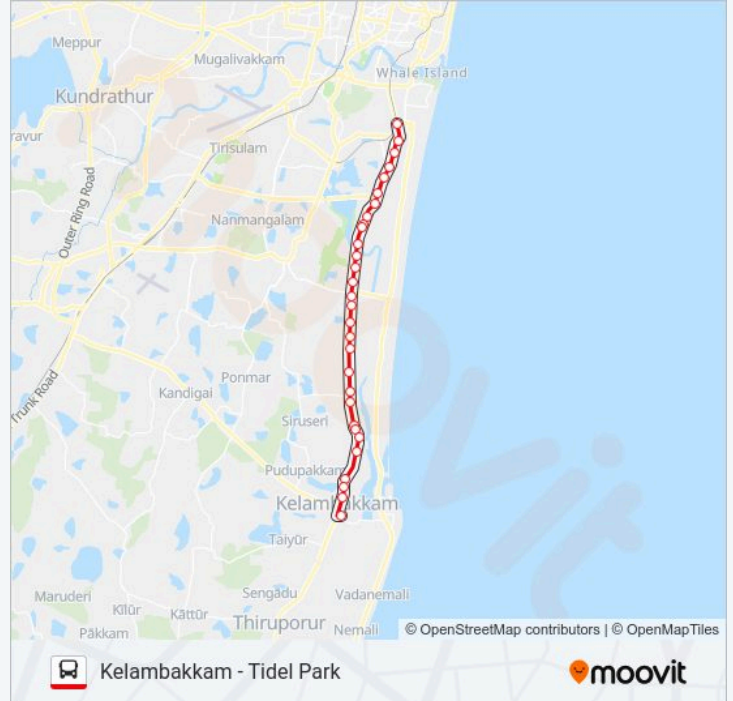 Meppur
Mugalivakkam
Whale Island
Kundrathur
ravur
Tirisulam
Outer Ring Road
Nanmangalam
Ponmar
Kandigai
Trunk Road
Siruseri
Pudupakkam
Kelambakkam
Taiyūr
Sengādu
Vadanemali
Maruderi
Kīlūr
Kāttūr
Thiruporur
Nemali
Pākkam
© OpenStreetMap contributors | © OpenMapTiles
Kelambakkam - Tidel Park
moovit
moovit